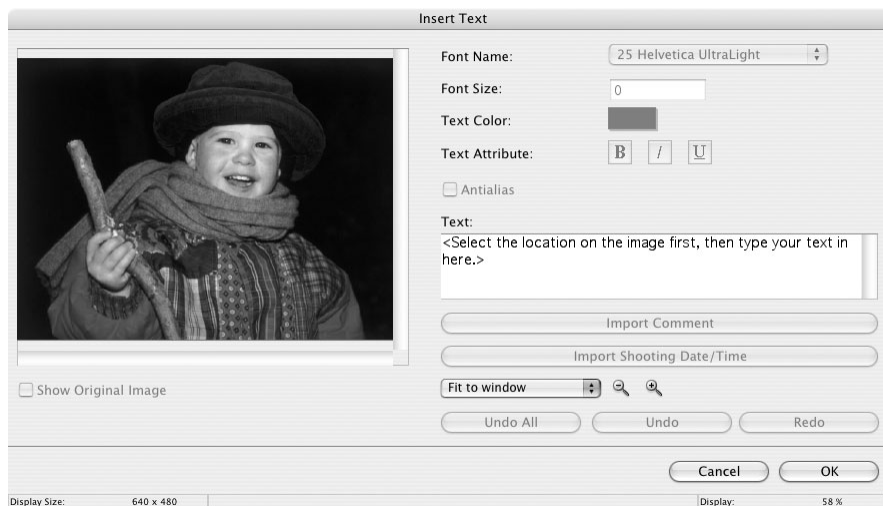 Insert Text
Font Name: 25 Helvetica UltraLight
Font Size: 0
Text Color:
Text Attribute: B I U
Antialias
Text:
<Select the location on the image first, then type your text in
here.>
Import Comment
Import Shooting Date/Time
Show Original Image
Fit to window
Undo All Undo Redo
Cancel OK
Display Size: 640 x 480 Display: 58 %